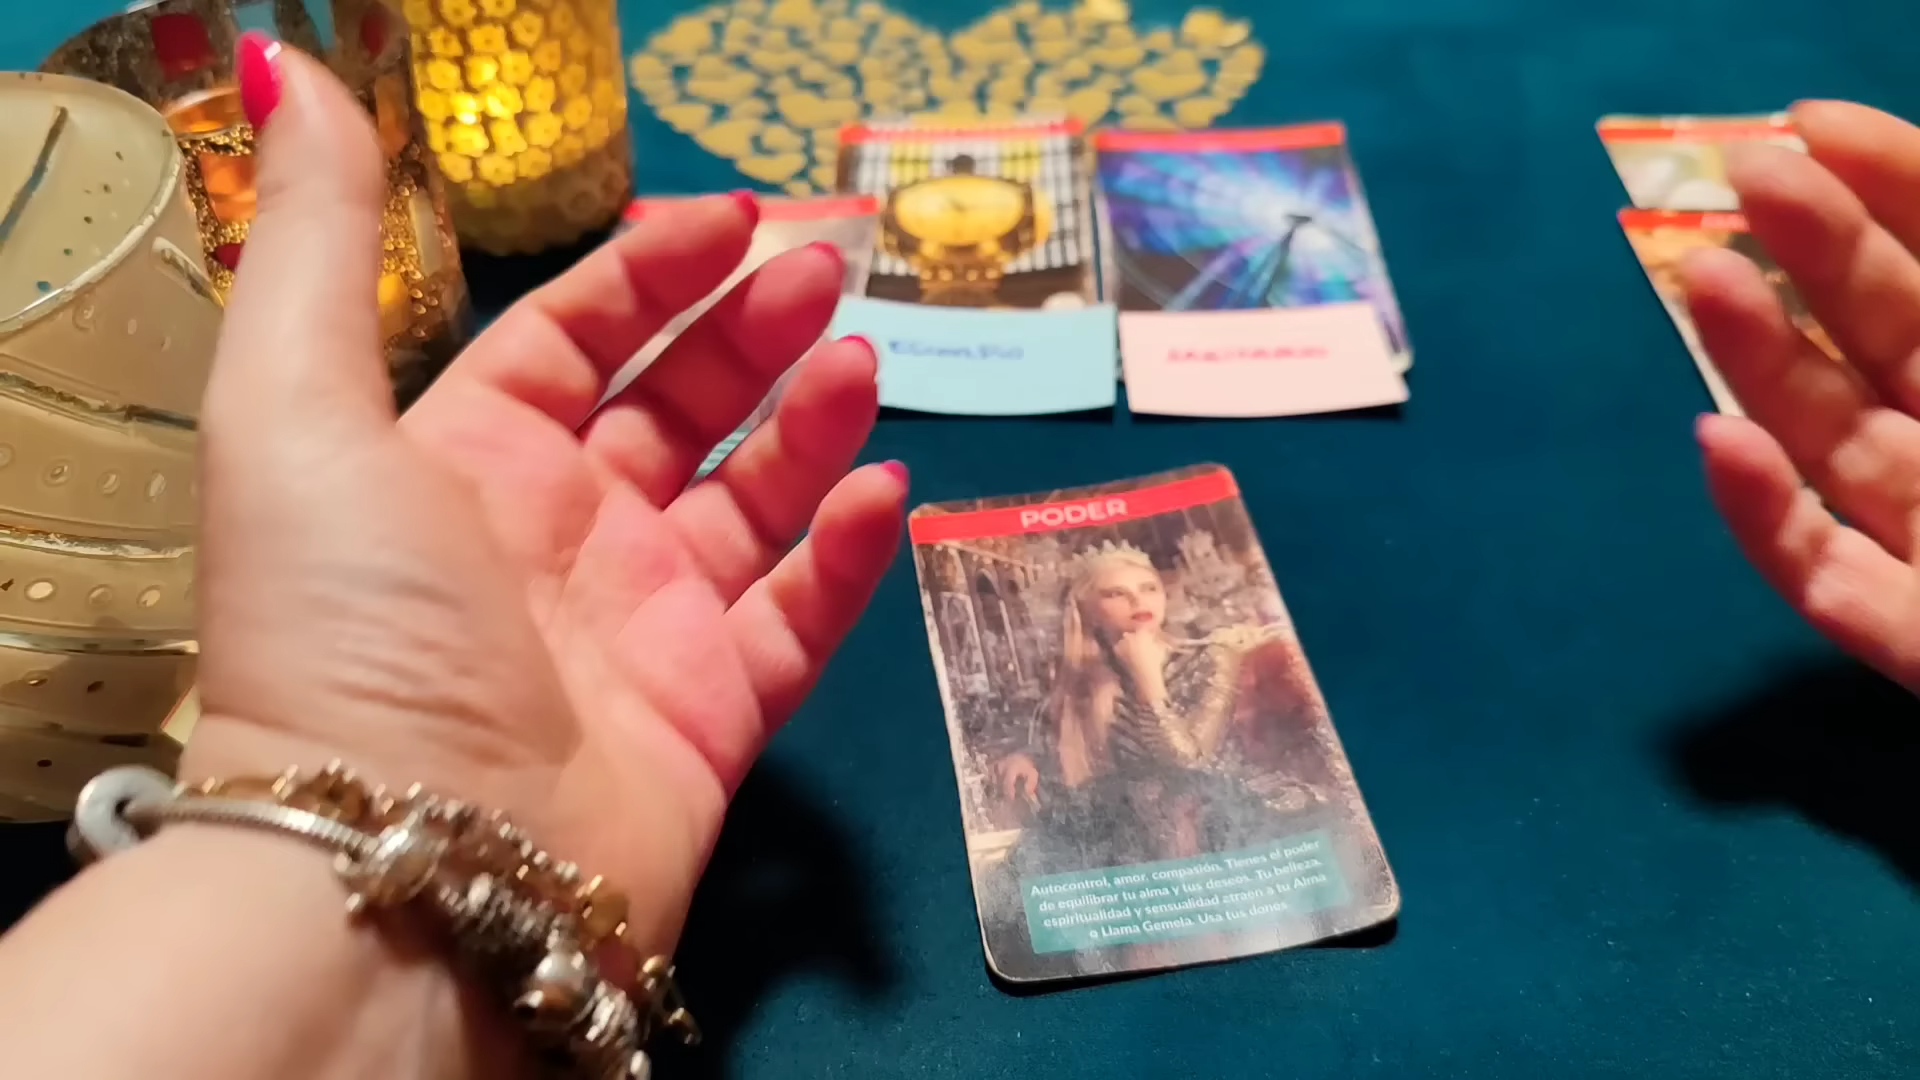 PODER
Autocontrol, amor, compasión. Tienes el poder
de equilibrar tu alma y tus deseos. Tu belleza,
espiritualidad y sensualidad atraen a tu Alma
o Llama Gemela. Usa tus dones